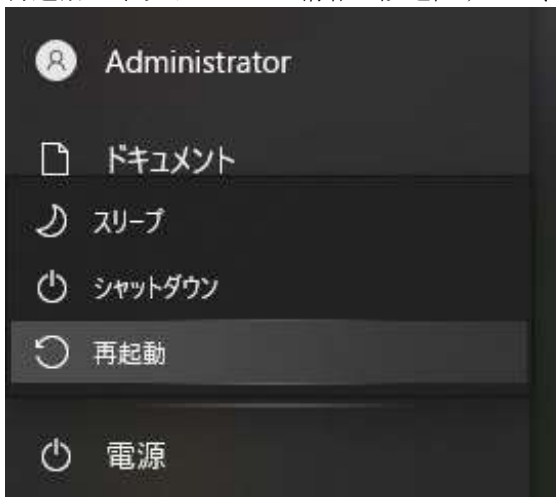 Administrator
ドキュメント
スリープ
シャットダウン
再起動
電源